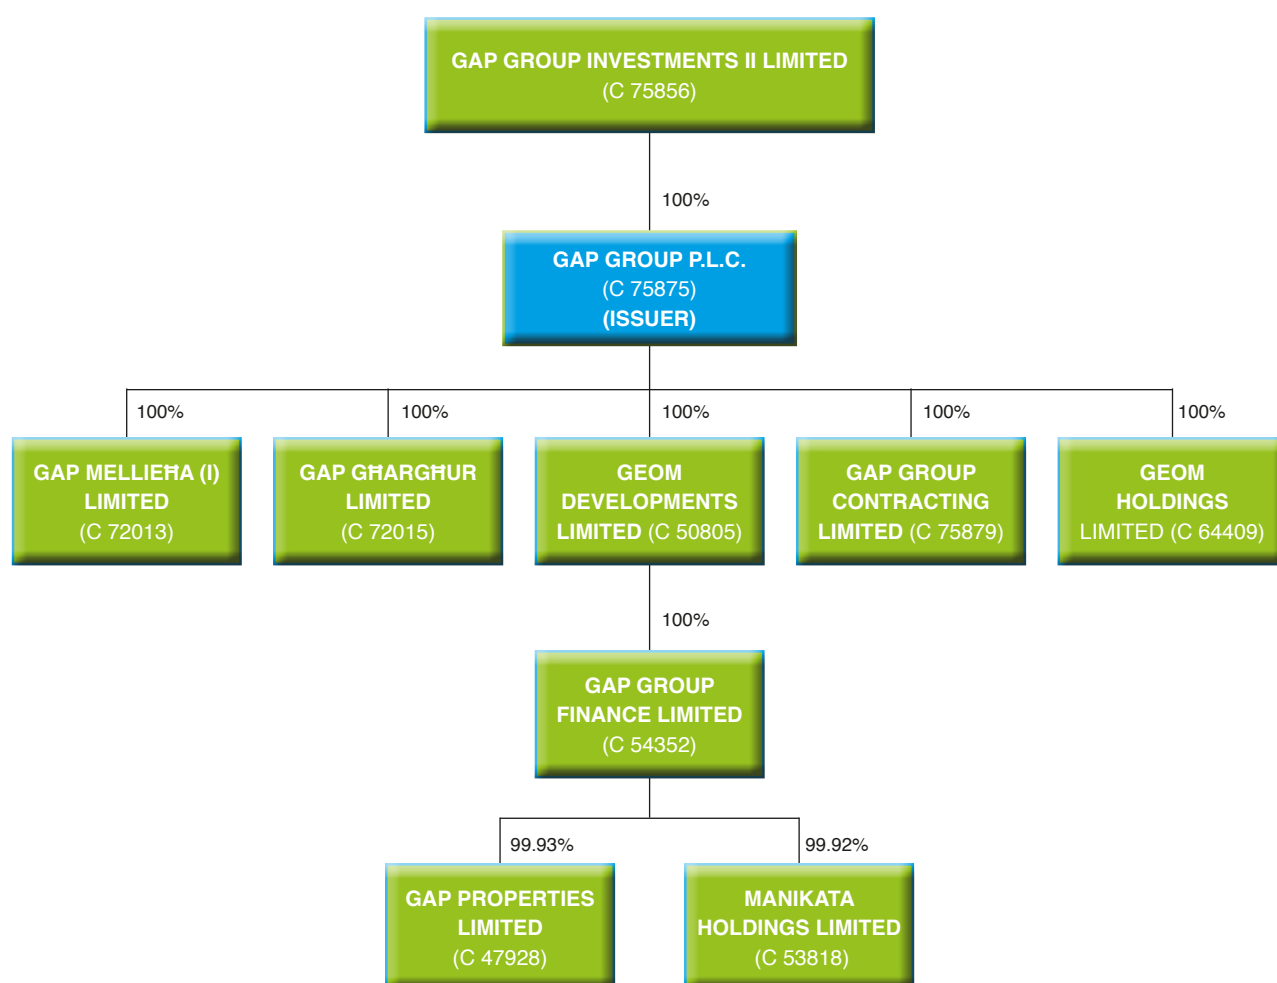 GAP GROUP INVESTMENTS II LIMITED
(C 75856)
100%
GAP GROUP P.L.C.
(C 75875)
(ISSUER)
100%
100%
100%
100%
100%
GAP MELLIEĦA (I)
LIMITED
(C 72013)
GAP GĦARGĦUR
LIMITED
(C 72015)
GEOM
DEVELOPMENTS
LIMITED (C 50805)
GAP GROUP
CONTRACTING
LIMITED (C 75879)
GEOM
HOLDINGS
LIMITED (C 64409)
100%
GAP GROUP
FINANCE LIMITED
(C 54352)
99.93%
99.92%
GAP PROPERTIES
LIMITED
(C 47928)
MANIKATA
HOLDINGS LIMITED
(C 53818)